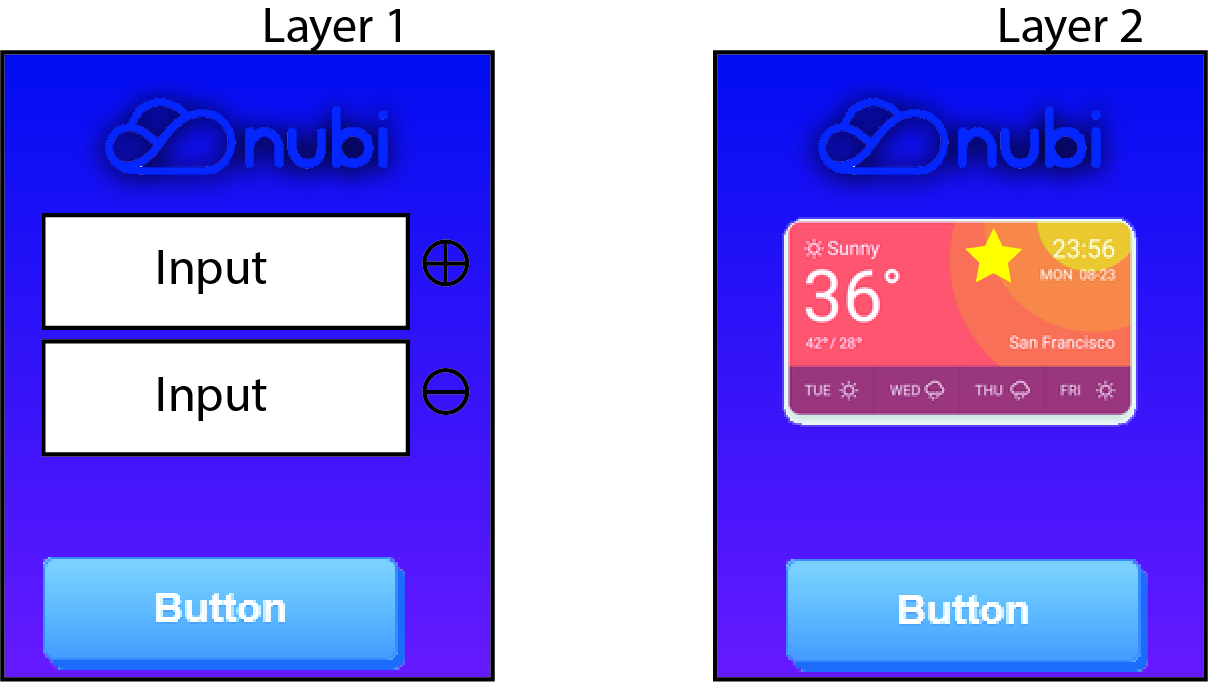 Layer 1
nubi
Input
Input
Button
Layer 2
nubi
Sunny
23:56
MON 08-23
36°
42°/ 28°
San Francisco
TUE WED THU FRI
Button